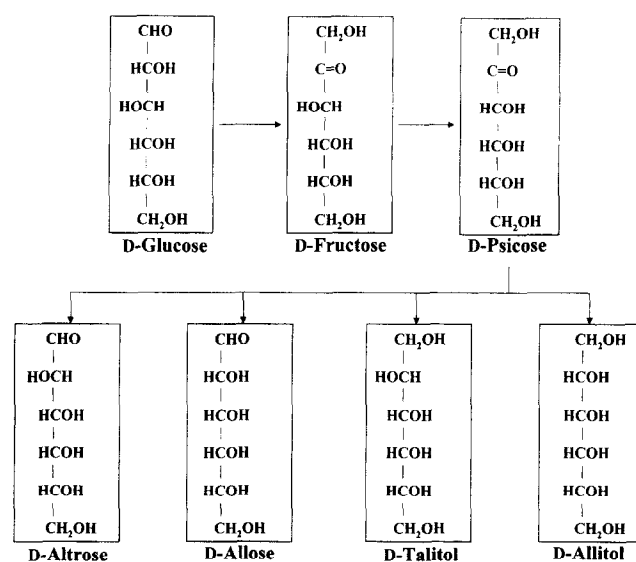 CHO
HCOH
HOCH
HCOH
HCOH
CH₂OH
D-Glucose
CH₂OH
C=O
HOCH
HCOH
HCOH
CH₂OH
D-Fructose
CH₂OH
C=O
HCOH
HCOH
HCOH
CH₂OH
D-Psicose
CHO
HOCH
HCOH
HCOH
HCOH
CH₂OH
D-Altrose
CHO
HCOH
HCOH
HCOH
HCOH
CH₂OH
D-Allose
CH₂OH
HOCH
HCOH
HCOH
HCOH
CH₂OH
D-Talitol
CH₂OH
HCOH
HCOH
HCOH
HCOH
CH₂OH
D-Allitol